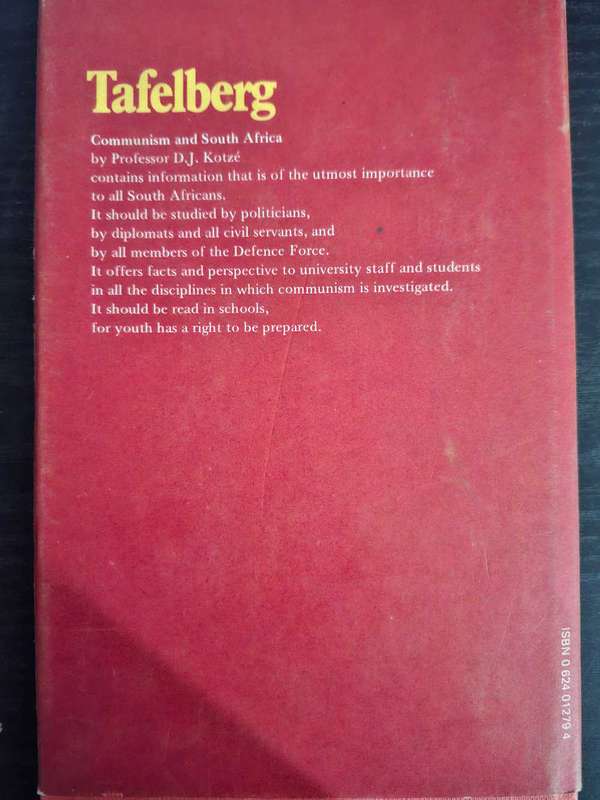 Tafelberg
Communism and South Africa
by Professor D.J. Kotzé
contains information that is of the utmost importance
to all South Africans.
It should be studied by politicians,
by diplomats and all civil servants, and
by all members of the Defence Force.
It offers facts and perspective to university staff and students
in all the disciplines in which communism is investigated.
It should be read in schools,
for youth has a right to be prepared.
ISBN 0 624 01279 4